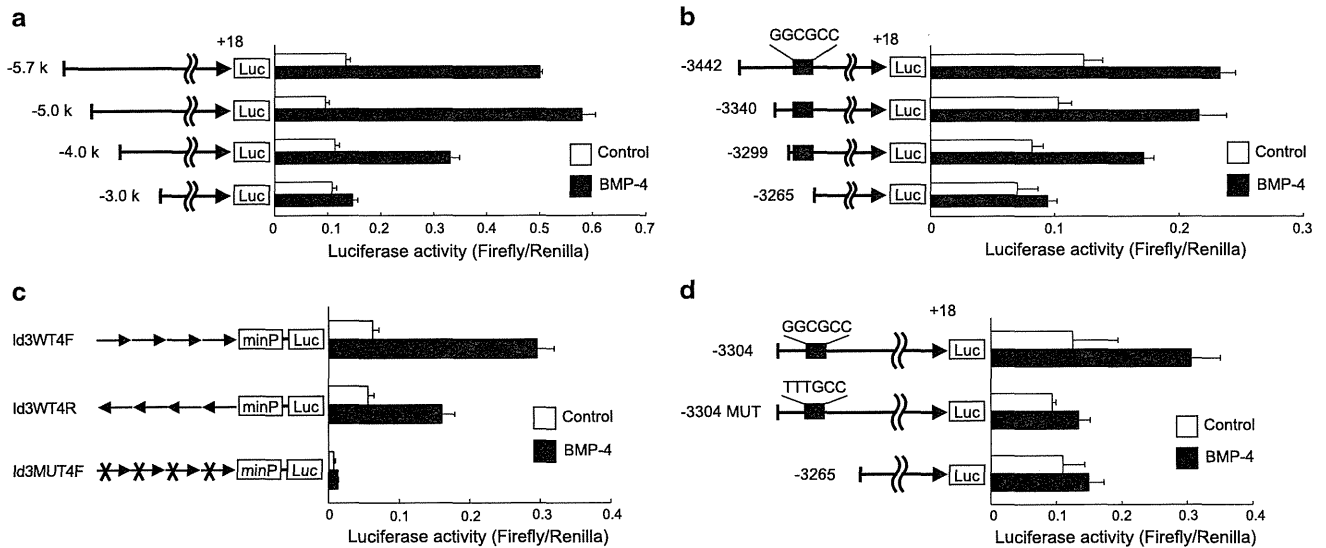 a
+18
-5.7 k
Luc
-5.0 k
Luc
-4.0 k
Luc
-3.0 k
Luc
Control
BMP-4
0 0.1 0.2 0.3 0.4 0.5 0.6 0.7
Luciferase activity (Firefly/Renilla)
b
GGCGCC
+18
-3442
Luc
-3340
Luc
-3299
Luc
-3265
Luc
Control
BMP-4
0 0.1 0.2 0.3
Luciferase activity (Firefly/Renilla)
c
Id3WT4F
minP Luc
Id3WT4R
minP Luc
Id3MUT4F
minP Luc
Control
BMP-4
0 0.1 0.2 0.3 0.4
Luciferase activity (Firefly/Renilla)
d
+18
GGCGCC
-3304
Luc
TTTGCC
-3304 MUT
Luc
-3265
Luc
Control
BMP-4
0 0.1 0.2 0.3 0.4
Luciferase activity (Firefly/Renilla)